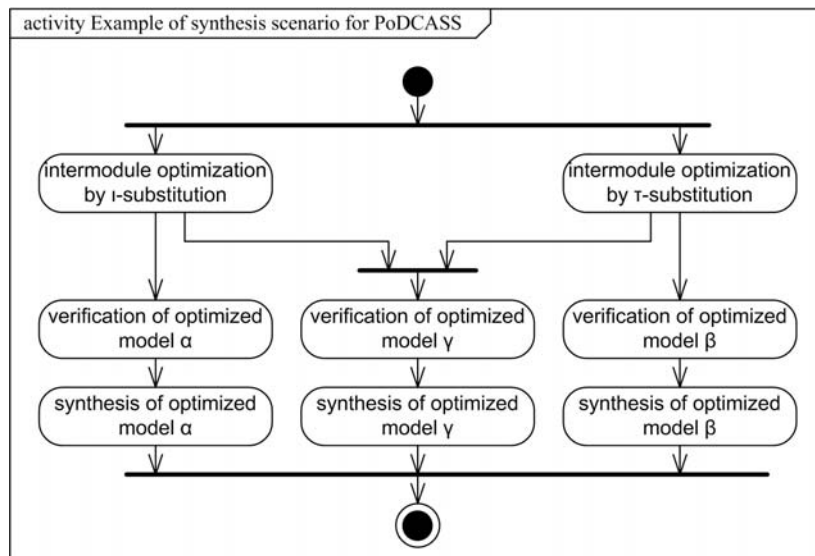 activity Example of synthesis scenario for PoDCASS
intermodule optimization
by ι-substitution
intermodule optimization
by τ-substitution
verification of optimized
model α
verification of optimized
model γ
verification of optimized
model β
synthesis of optimized
model α
synthesis of optimized
model γ
synthesis of optimized
model β